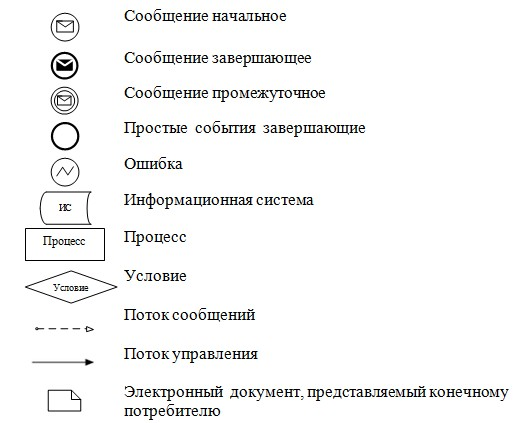 Сообщение начальное
Сообщение завершающее
Сообщение промежуточное
Простые события завершающие
Ошибка
ИС
Информационная система
Процесс
Процесс
Условие
Условие
Поток сообщений
Поток управления
Электронный документ, представляемый конечному
потребителю